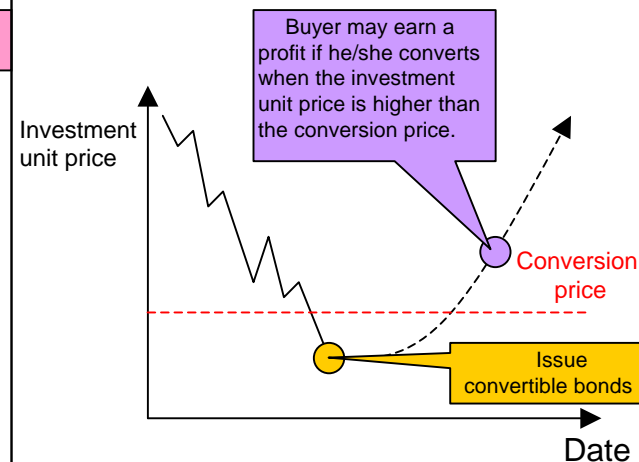 Buyer may earn a
profit if he/she converts
when the investment
unit price is higher than
the conversion price.
Investment
unit price
Conversion
price
Issue
convertible bonds
Date